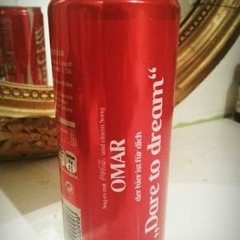 Sag es mit Coca-Cola und einem Song
OMAR
der hier ist für dich
„Dare to dream“